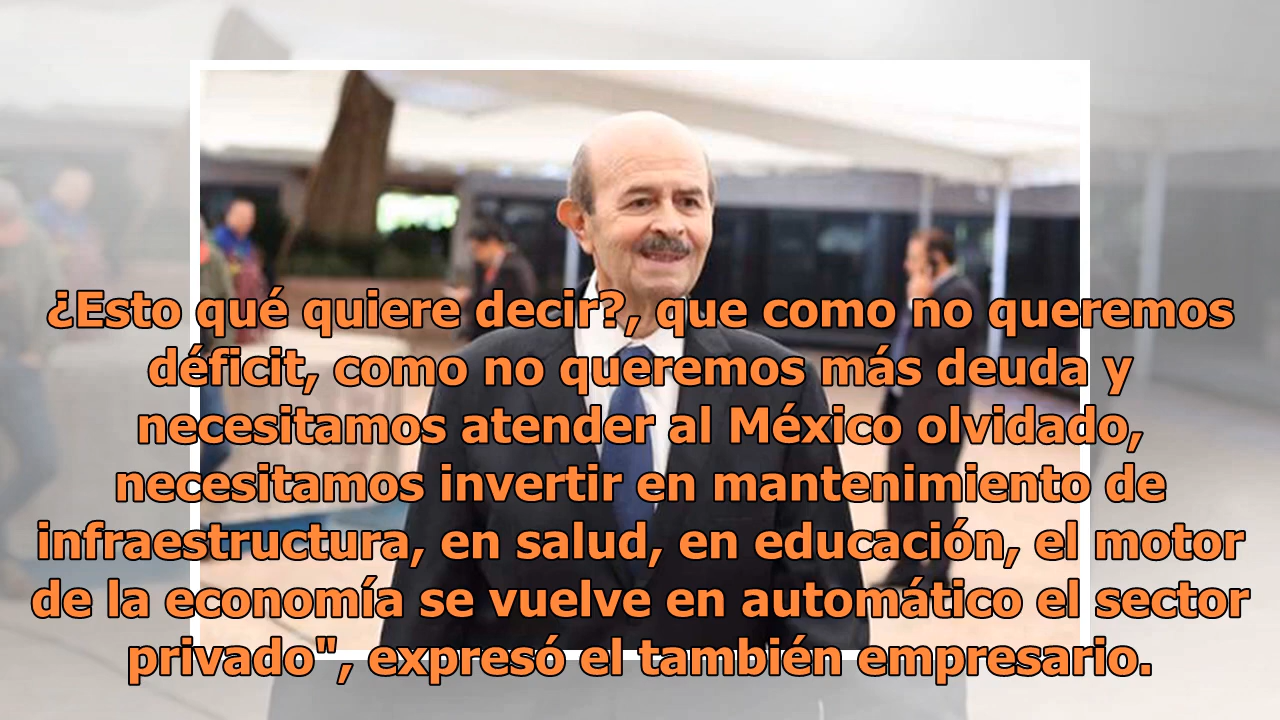 ¿Esto qué quiere decir?, que como no queremos
déficit, como no queremos más deuda y
necesitamos atender al México olvidado,
necesitamos invertir en mantenimiento de
infraestructura, en salud, en educación, el motor
de la economía se vuelve en automático el sector
privado", expresó el también empresario.